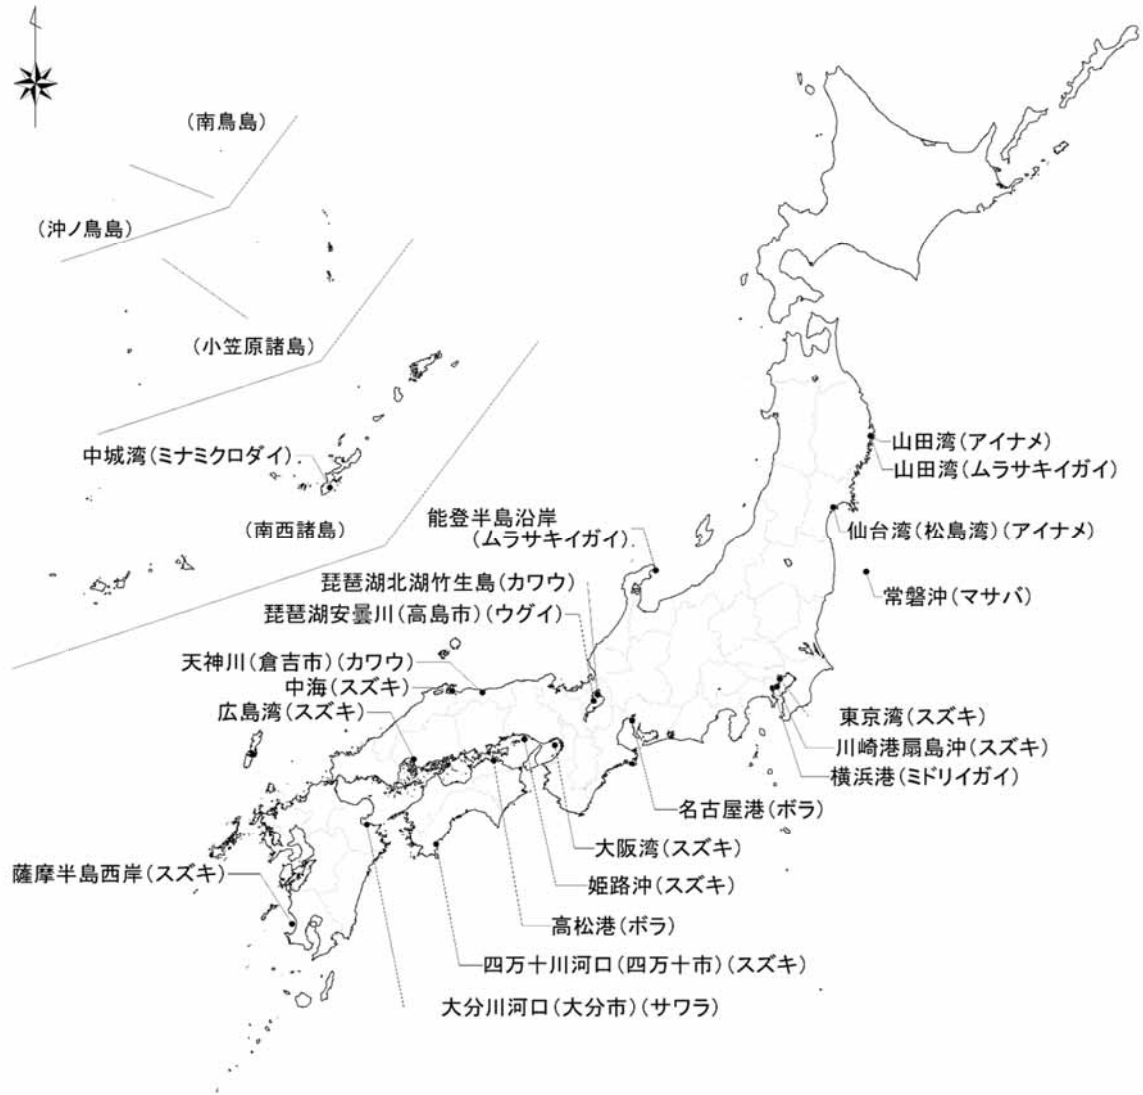 (南鳥島)
(沖ノ鳥島)
(小笠原諸島)
中城湾(ミナミクロダイ)
(南西諸島)
山田湾(アイナメ)
山田湾(ムラサキイガイ)
仙台湾(松島湾)(アイナメ)
常磐沖(マサバ)
能登半島沿岸
(ムラサキイガイ)
琵琶湖北湖竹生島(カワウ)
琵琶湖安曇川(高島市)(ウグイ)
天神川(倉吉市)(カワウ)
中海(スズキ)
広島湾(スズキ)
東京湾(スズキ)
川崎港扇島沖(スズキ)
横浜港(ミドリイガイ)
名古屋港(ボラ)
大阪湾(スズキ)
姫路沖(スズキ)
薩摩半島西岸(スズキ)
高松港(ボラ)
四万十川河口(四万十市)(スズキ)
大分川河口(大分市)(サワラ)